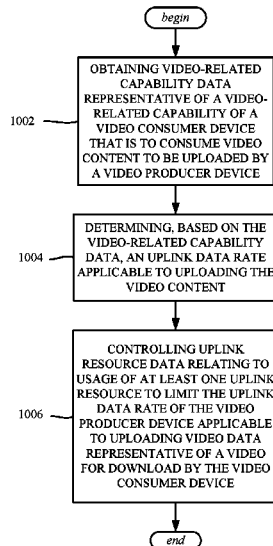 begin
OBTAINING VIDEO-RELATED
CAPABILITY DATA
REPRESENTATIVE OF A VIDEO-
RELATED CAPABILITY OF A
VIDEO CONSUMER DEVICE
THAT IS TO CONSUME VIDEO
CONTENT TO BE UPLOADED BY
A VIDEO PRODUCER DEVICE
1002
DETERMINING, BASED ON THE
VIDEO-RELATED CAPABILITY
DATA, AN UPLINK DATA RATE
APPLICABLE TO UPLOADING THE
VIDEO CONTENT
1004
CONTROLLING UPLINK
RESOURCE DATA RELATING TO
USAGE OF AT LEAST ONE UPLINK
RESOURCE TO LIMIT THE UPLINK
DATA RATE OF THE VIDEO
PRODUCER DEVICE APPLICABLE
TO UPLOADING VIDEO DATA
REPRESENTATIVE OF A VIDEO
FOR DOWNLOAD BY THE VIDEO
CONSUMER DEVICE
1006
end